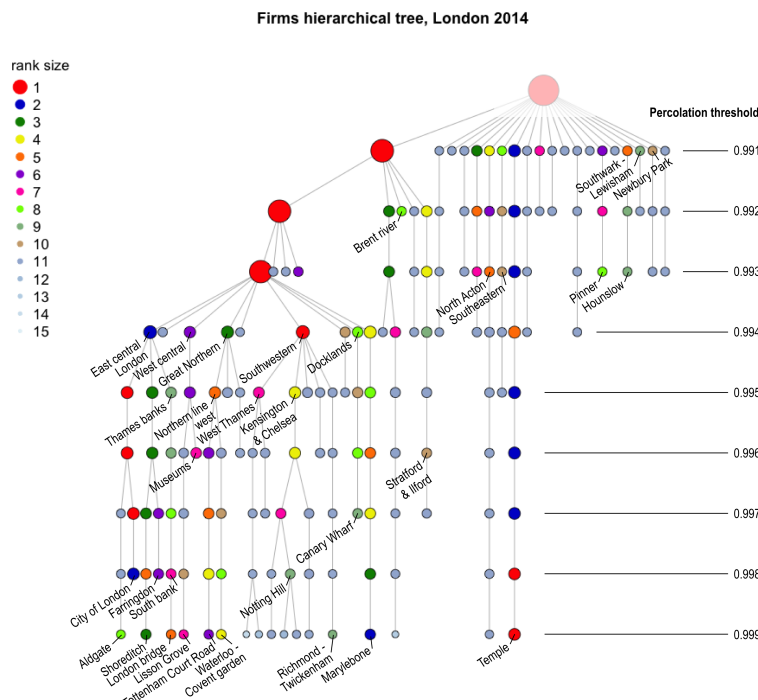 Firms hierarchical tree, London 2014
rank size
1
2
3
4
5
6
7
8
9
10
11
12
13
14
15
Percolation threshold
0.991
Southwark -
Lewisham
Newbury Park
0.992
Brent river
0.993
North Acton
Southeastern
Pinner
Hounslow
0.994
East central
London
West central
Great Northern
Southwestern
Docklands
0.995
Thames banks
Northern line
west
West Thames
Kensington
& Chelsea
0.996
Museums
Stratford
& Ilford
0.997
Canary Wharf
0.998
City of London
Farringdon
South bank
Notting Hill
0.999
Aldgate
Shoreditch
London bridge
Lisson Grove
Tottenham Court Road
Waterloo -
Covent garden
Richmond -
Twickenham
Marylebone
Temple